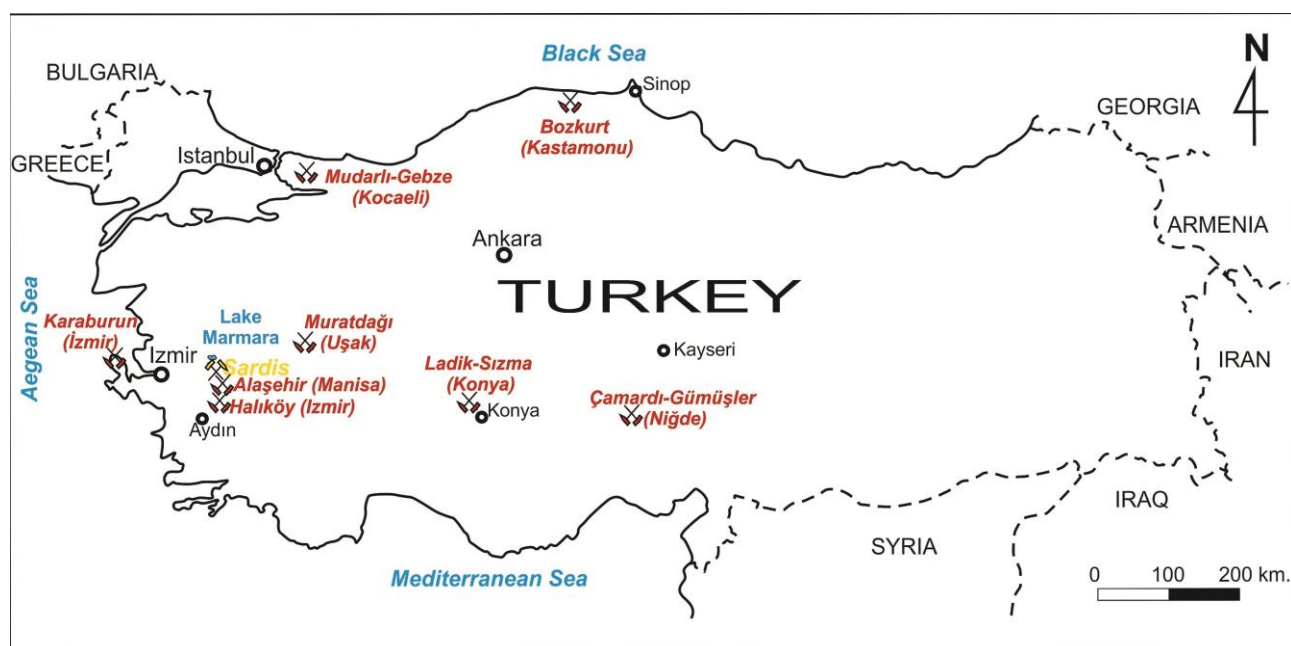 Black Sea
N
BULGARIA
Sinop
GEORGIA
Bozkurt
(Kastamonu)
GREECE
Istanbul
Mudarlı-Gebze
(Kocaeli)
ARMENIA
Ankara
TURKEY
Aegean Sea
Karaburun
(İzmir)
Lake
Marmara
Muratdağı
(Uşak)
Izmir
Sardis
Kayseri
IRAN
Ladik-Sızma
(Konya)
Alaşehir (Manisa)
Halıköy (Izmir)
Çamardı-Gümüşler
(Niğde)
Aydın
Konya
IRAQ
SYRIA
Mediterranean Sea
0 100 200 km.